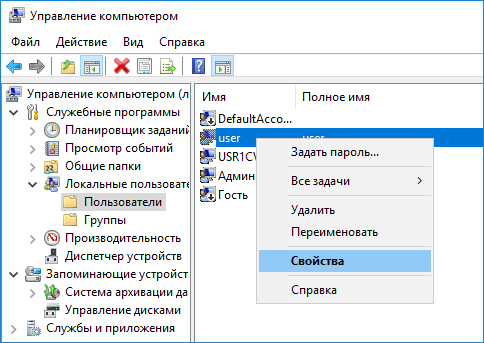 Управление компьютером
Файл Действие Вид Справка
Управление компьютером (л
Служебные программы
Планировщик заданий
Просмотр событий
Общие папки
Локальные пользовате
Пользователи
Группы
Производительность
Диспетчер устройств
Запоминающие устройст
Система архивации да
Управление дисками
Службы и приложения
Имя Полное имя
DefaultAcco...
user user
USR1CV
Админ
Гость
Задать пароль...
Все задачи
Удалить
Переименовать
Свойства
Справка